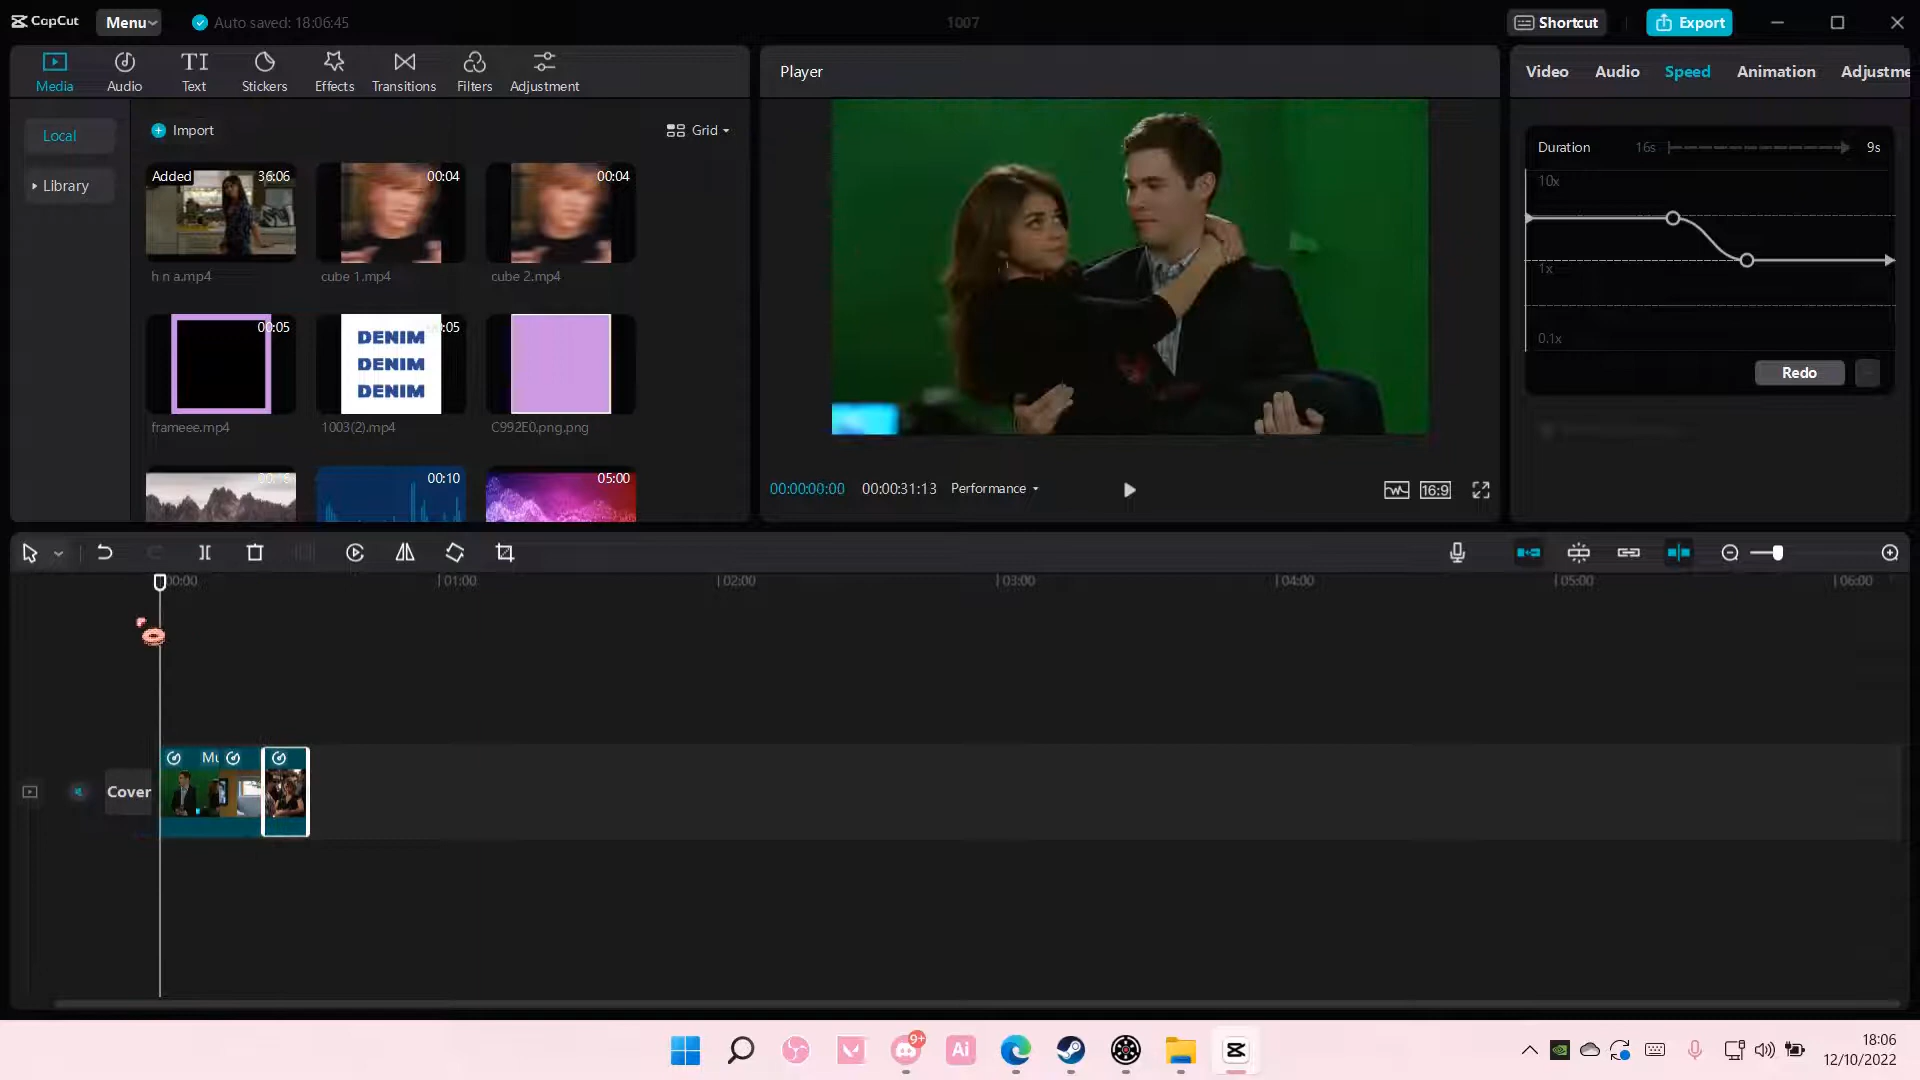 CapCut
Menu
Auto saved: 18:06:45
1007
Shortcut
Export
Media
Audio
Text
Stickers
Effects
Transitions
Filters
Adjustment
Local
Library
Import
Grid
Added 36:06
00:04
00:04
h n a.mp4
cube 1.mp4
cube 2.mp4
00:05
DENIM
DENIM
DENIM
:05
frameee.mp4
1003(2).mp4
C992E0.png.png
00:16
00:10
05:00
Player
00:00:00:00
00:00:31:13
Performance
16:9
Video
Audio
Speed
Animation
Adjustme
Duration
16s
9s
10x
1x
0.1x
Redo
00:00
01:00
02:00
03:00
04:00
05:00
06:00
Cover
Mu
9+
Ai
18:06
12/10/2022